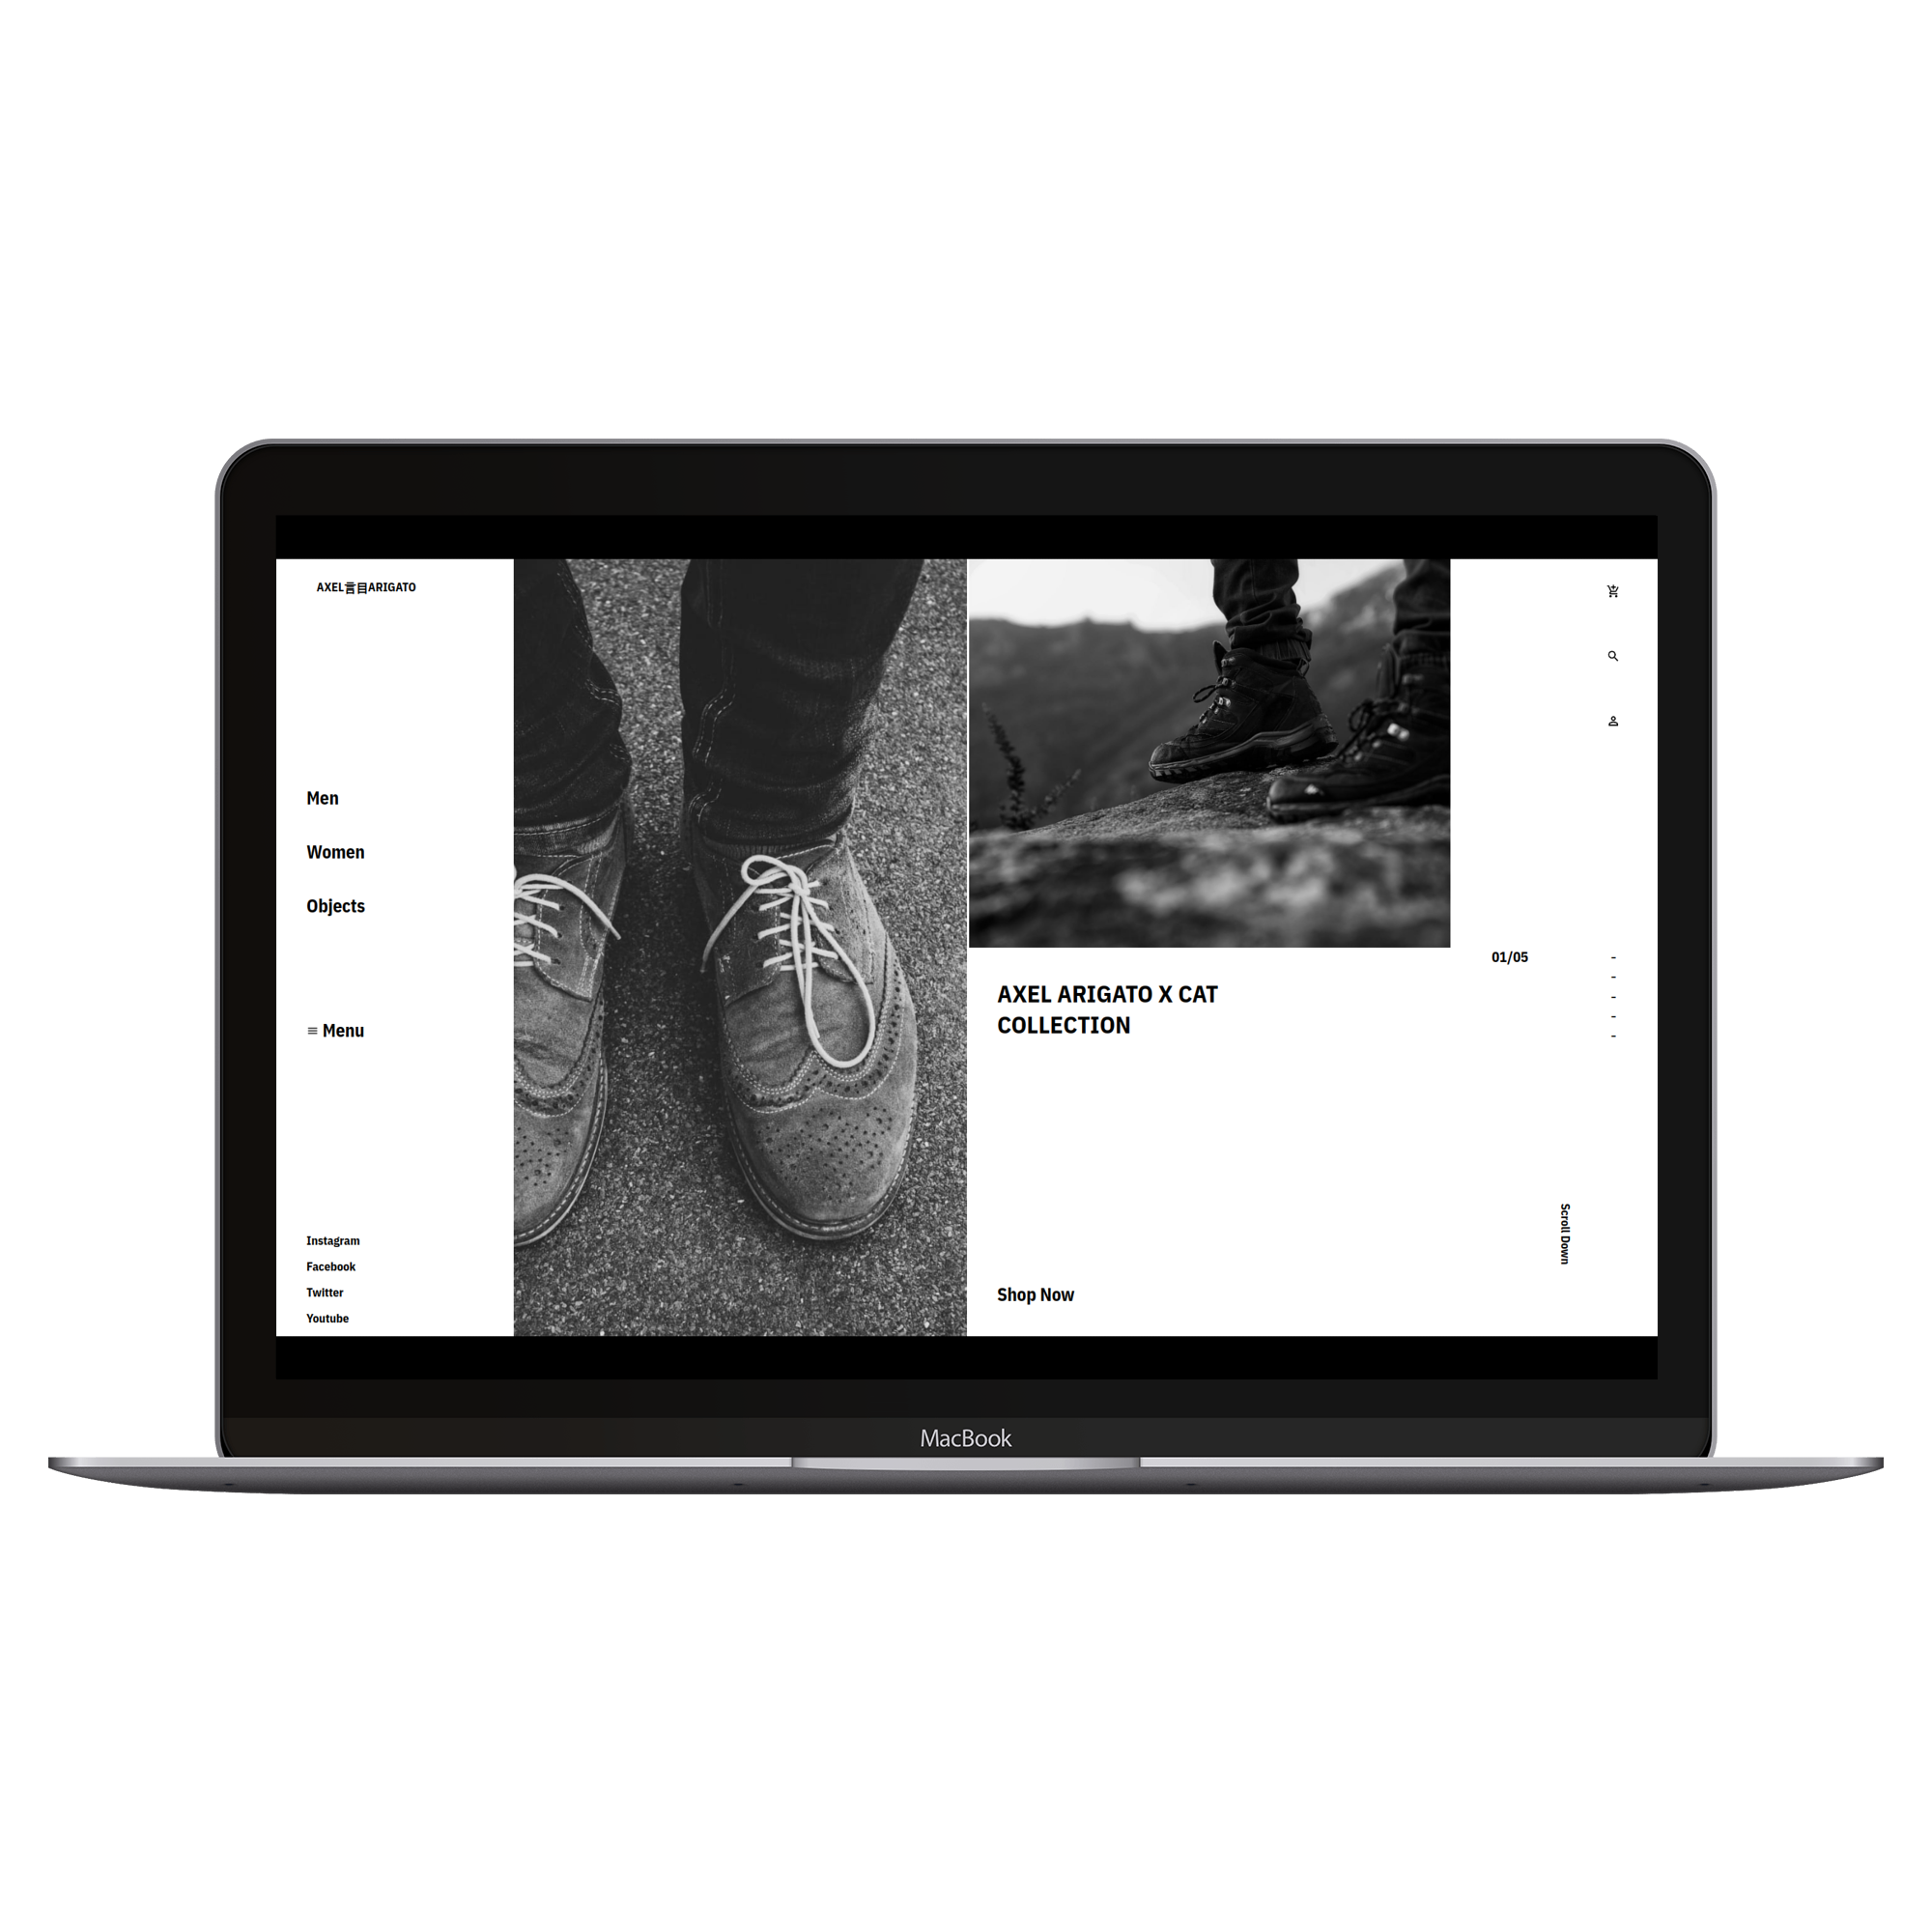 AXEL言目ARIGATO
Men
Women
Objects
≡ Menu
Instagram
Facebook
Twitter
Youtube
AXEL ARIGATO X CAT
COLLECTION
Shop Now
01/05
-
-
-
-
-
Scroll Down
MacBook